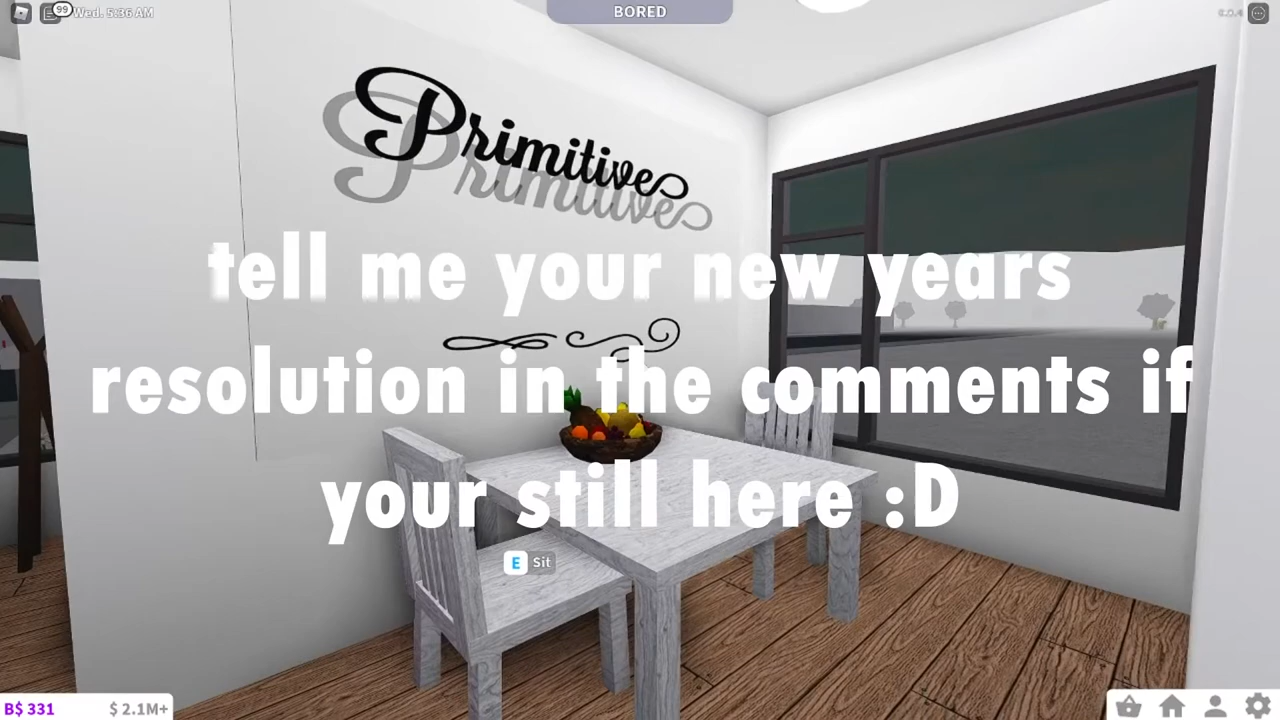 99
Wed. 5:36 AM
BORED
Primitive
Primitive
tell me your new years
resolution in the comments if
your still here :D
E Sit
B$ 331
$ 2.1M+